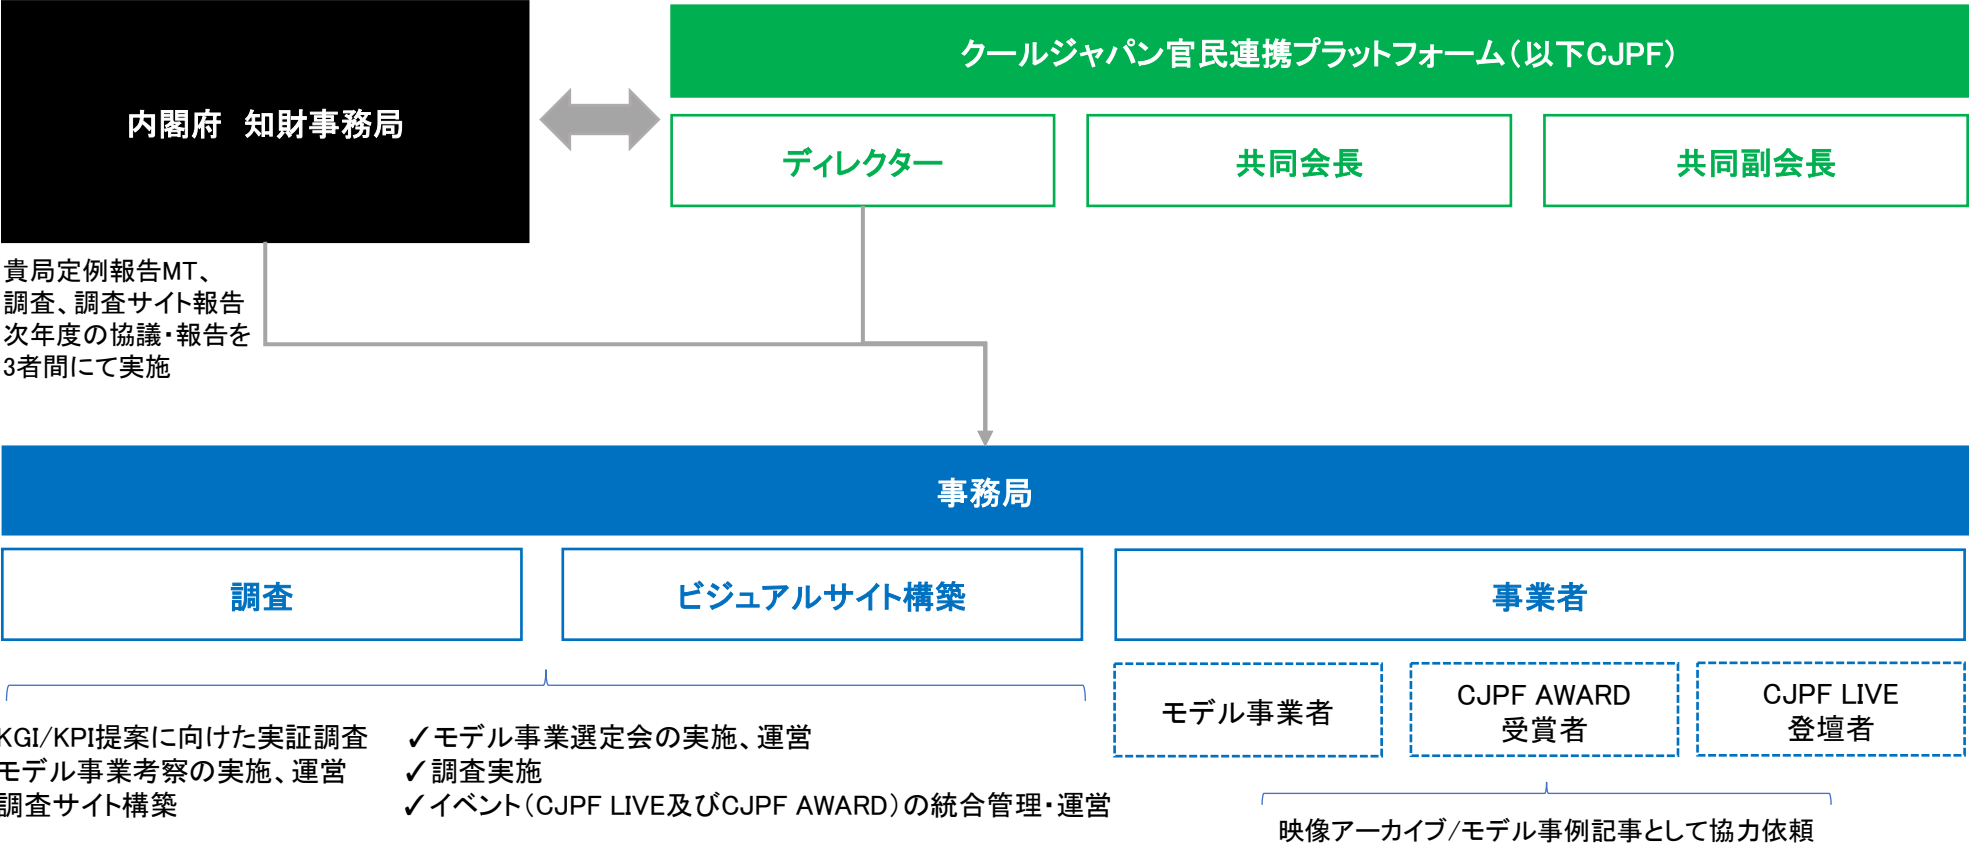 内閣府 知財事務局
クールジャパン官民連携プラットフォーム（以下CJPF）
ディレクター
共同会長
共同副会長
貴局定例報告MT、
調査、調査サイト報告
次年度の協議・報告を
3者間にて実施
事務局
調査
ビジュアルサイト構築
事業者
KGI/KPI提案に向けた実証調査
モデル事業考察の実施、運営
調査サイト構築
✓モデル事業選定会の実施、運営
✓調査実施
✓イベント（CJPF LIVE及びCJPF AWARD）の統合管理・運営
モデル事業者
CJPF AWARD
受賞者
CJPF LIVE
登壇者
映像アーカイブ/モデル事例記事として協力依頼